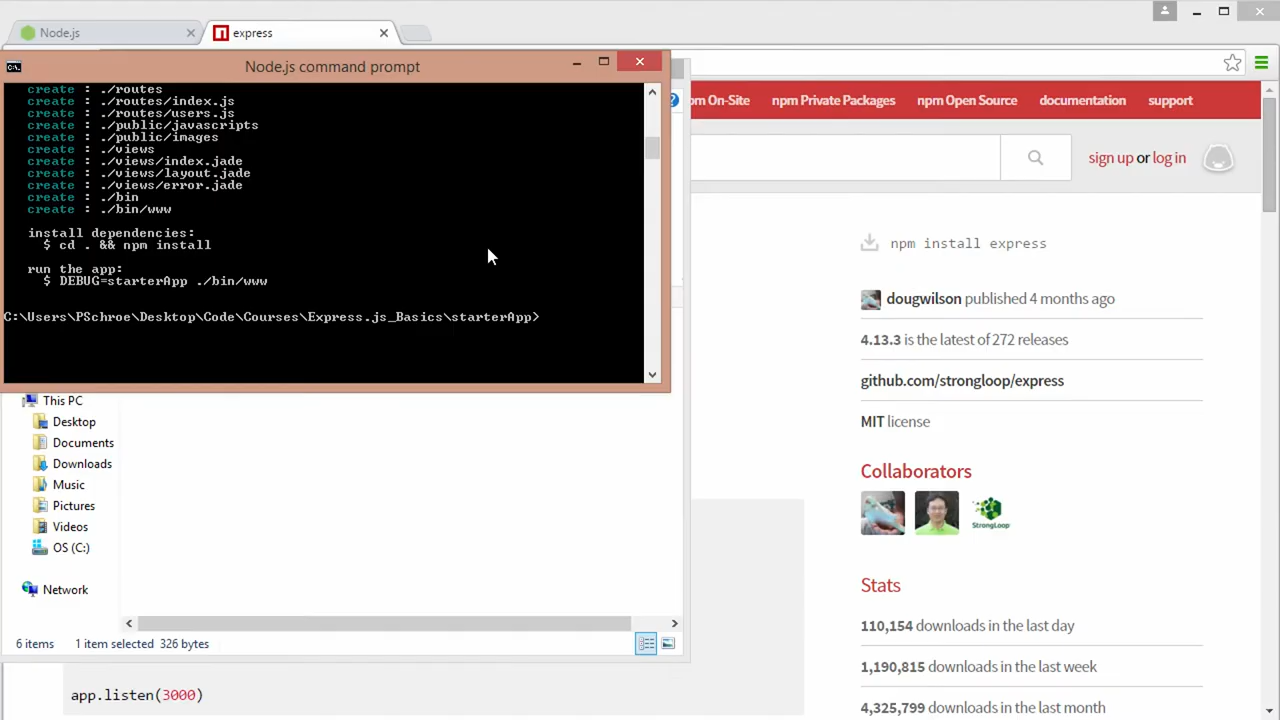 Node.js
express
Node.js command prompt
create : ./routes
create : ./routes/index.js
create : ./routes/users.js
create : ./public/javascripts
create : ./public/images
create : ./views
create : ./views/index.jade
create : ./views/layout.jade
create : ./views/error.jade
create : ./bin
create : ./bin/www
install dependencies:
$ cd . && npm install
run the app:
$ DEBUG=starterApp ./bin/www
C:\Users\PSchroe\Desktop\Code\Courses\Express.js_Basics\starterApp>
This PC
Desktop
Documents
Downloads
Music
Pictures
Videos
OS (C:)
Network
6 items 1 item selected 326 bytes
app.listen(3000)
pm On-Site npm Private Packages npm Open Source documentation support
sign up or log in
npm install express
dougwilson published 4 months ago
4.13.3 is the latest of 272 releases
github.com/strongloop/express
MIT license
Collaborators
StrongLoop
Stats
110,154 downloads in the last day
1,190,815 downloads in the last week
4,325,799 downloads in the last month